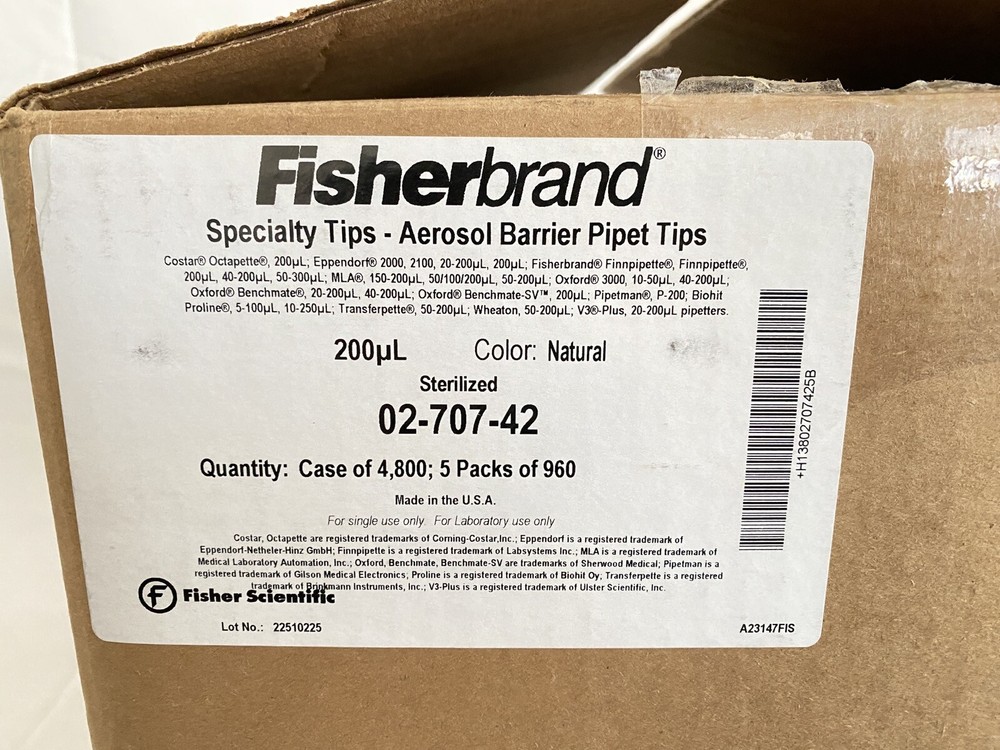 Fisherbrand®
Specialty Tips - Aerosol Barrier Pipet Tips
Costar® Octapette®, 200µL; Eppendorf® 2000, 2100, 20-200µL, 200µL; Fisherbrand® Finnpipette®, Finnpipette®,
200µL, 40-200µL, 50-300µL; MLA®, 150-200µL, 50/100/200µL, 50-200µL; Oxford® 3000, 10-50µL, 40-200µL;
Oxford® Benchmate®, 20-200µL, 40-200µL; Oxford® Benchmate-SV™, 200µL; Pipetman®, P-200; Biohit
Proline®, 5-100µL, 10-250µL; Transferpette®, 50-200µL; Wheaton, 50-200µL; V3®-Plus, 20-200µL pipetters.
200µL Color: Natural
Sterilized
02-707-42
Quantity: Case of 4,800; 5 Packs of 960
Made in the U.S.A.
For single use only. For Laboratory use only
Costar, Octapette are registered trademarks of Corning-Costar,Inc.; Eppendorf is a registered trademark of
Eppendorf-Netheler-Hinz GmbH; Finnpipette is a registered trademark of Labsystems Inc.; MLA is a registered trademark of
Medical Laboratory Automation, Inc.; Oxford, Benchmate, Benchmate-SV are trademarks of Sherwood Medical; Pipetman is a
registered trademark of Gilson Medical Electronics; Proline is a registered trademark of Biohit Oy; Transferpette is a registered
trademark of Brinkmann Instruments, Inc.; V3-Plus is a registered trademark of Ulster Scientific, Inc.
f Fisher Scientific
Lot No.: 22510225
A23147FIS
+H13802707425B